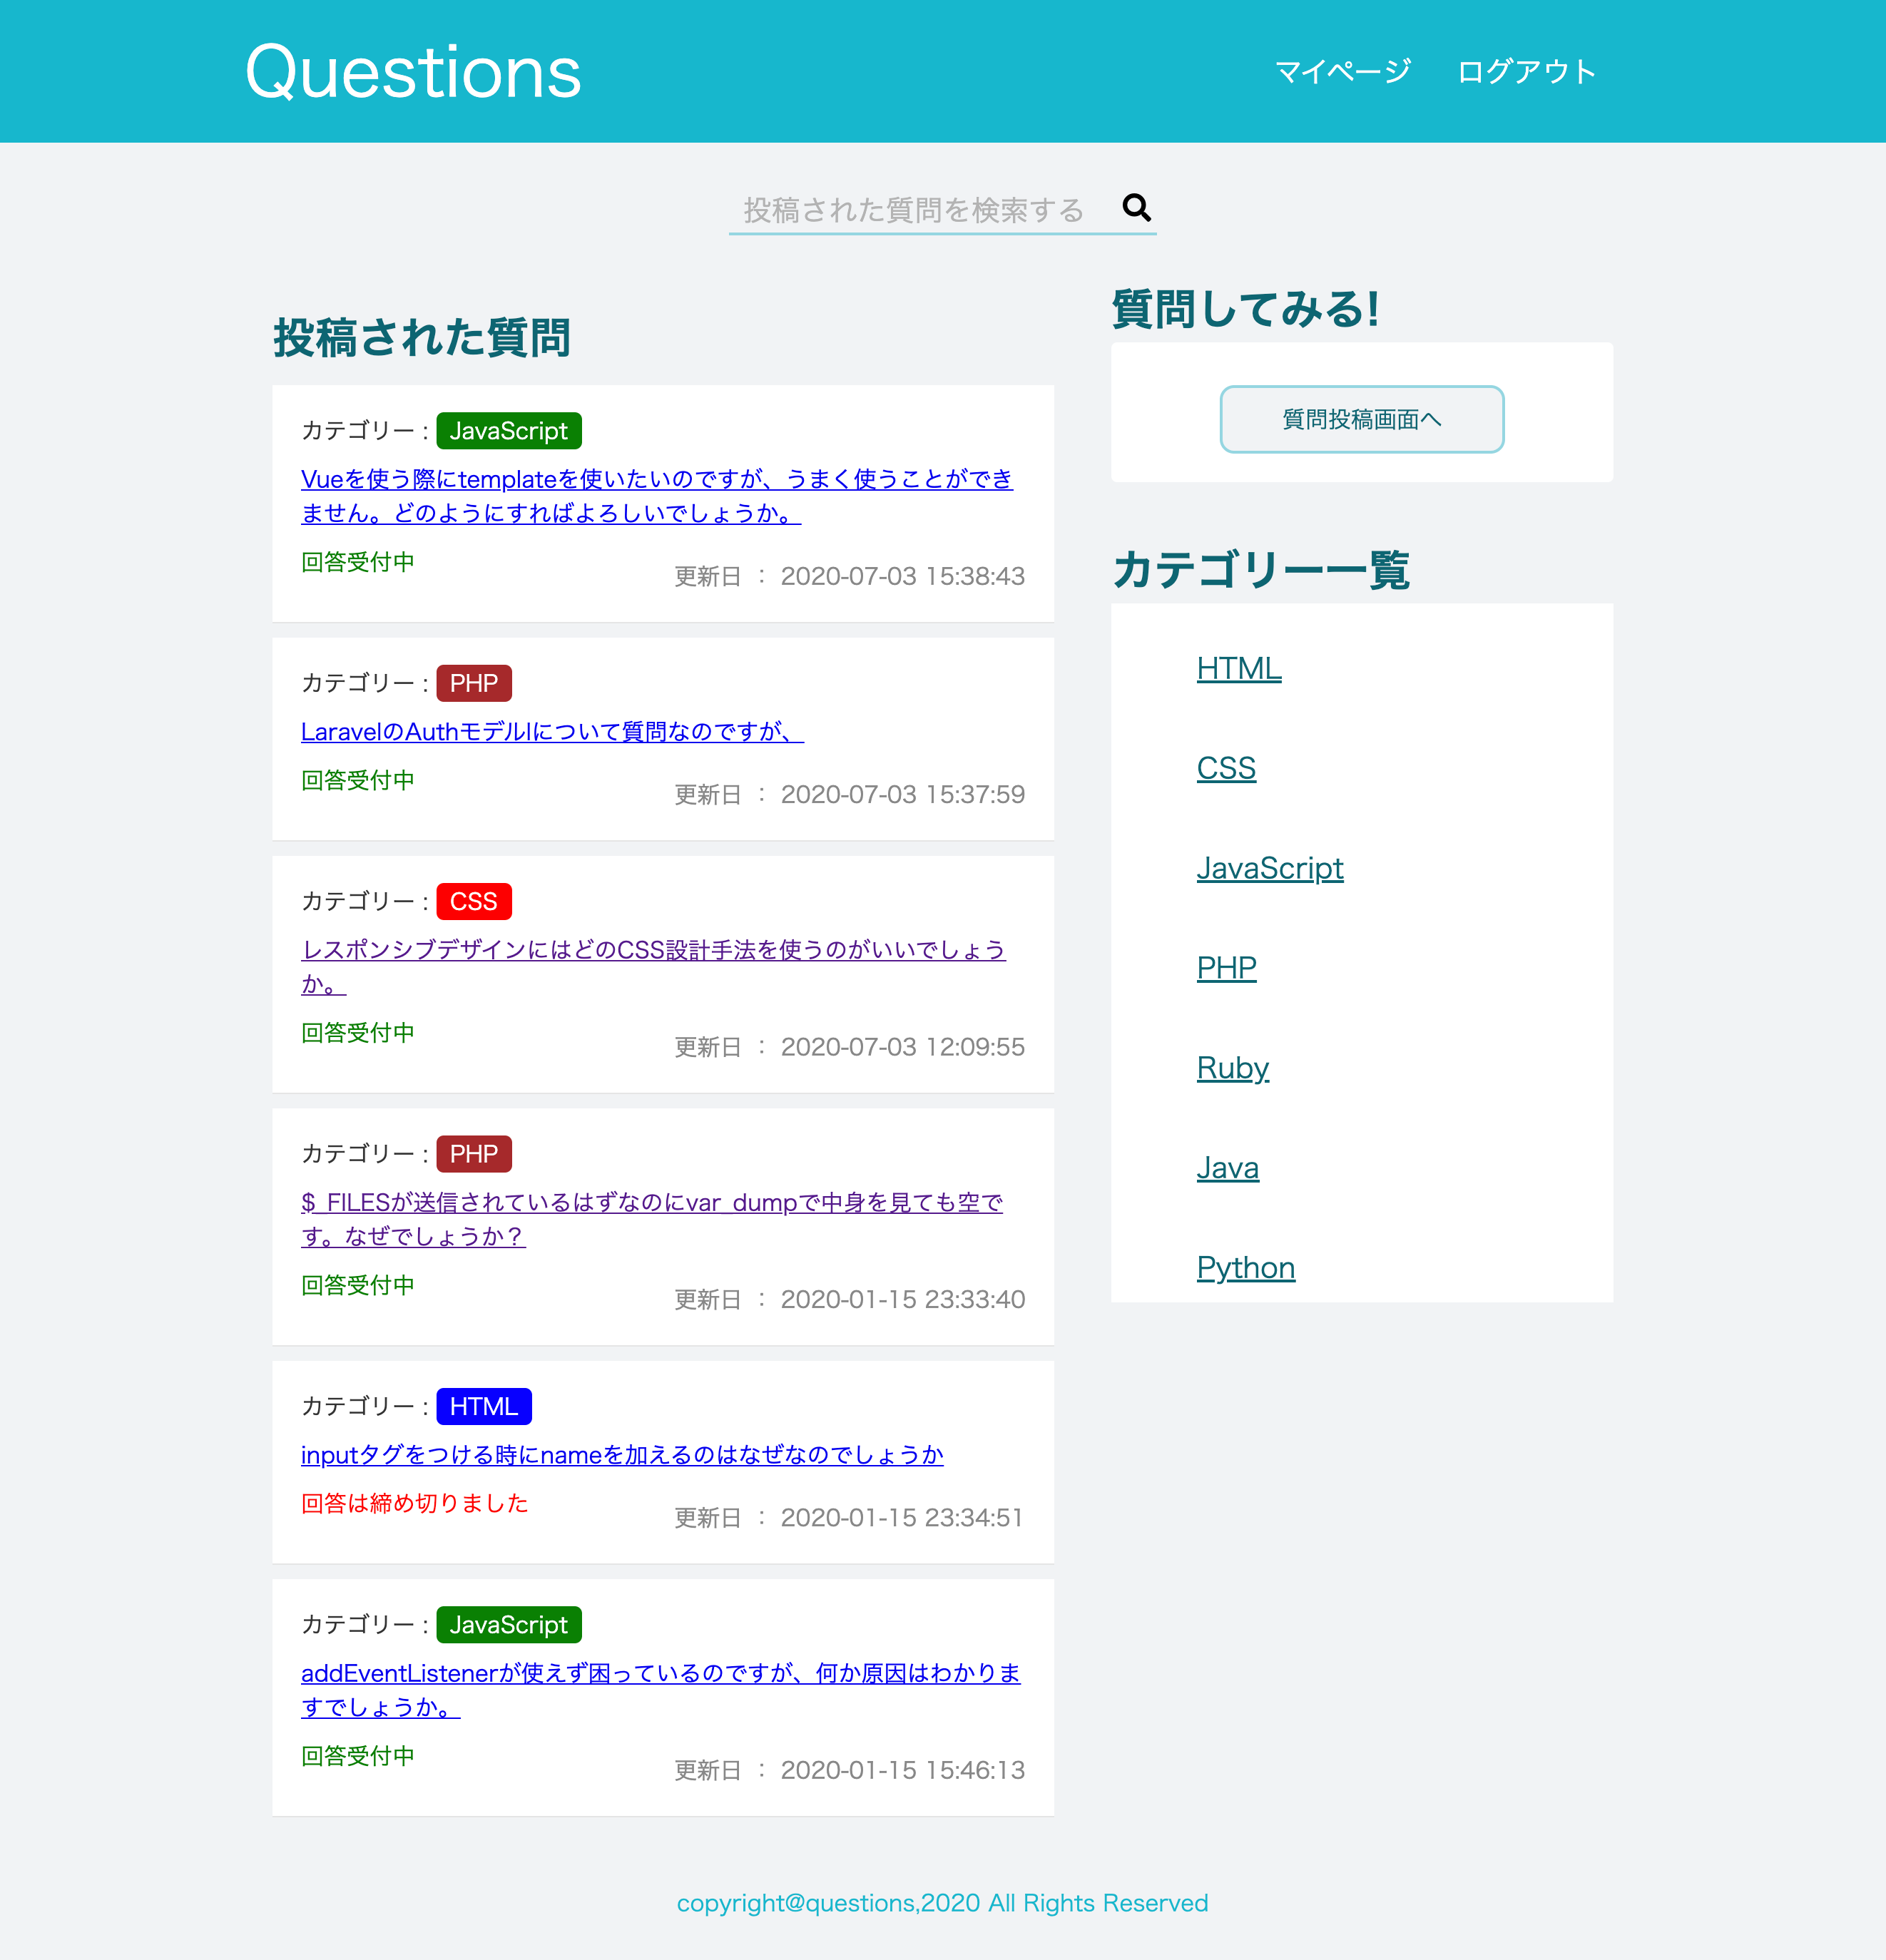 Questions
マイページ ログアウト
投稿された質問を検索する
投稿された質問
カテゴリー : JavaScript
Vueを使う際にtemplateを使いたいのですが、うまく使うことができ
ません。どのようにすればよろしいでしょうか。
回答受付中
更新日 : 2020-07-03 15:38:43
カテゴリー : PHP
LaravelのAuthモデルlについて質問なのですが、
回答受付中
更新日 : 2020-07-03 15:37:59
カテゴリー : CSS
レスポンシブデザインにはどのCSS設計手法を使うのがいいでしょう
か。
回答受付中
更新日 : 2020-07-03 12:09:55
カテゴリー : PHP
$_FILESが送信されているはずなのにvar_dumpで中身を見ても空で
す。なぜでしょうか？
回答受付中
更新日 : 2020-01-15 23:33:40
カテゴリー : HTML
inputタグをつける時にnameを加えるのはなぜなのでしょうか
回答は締め切りました
更新日 : 2020-01-15 23:34:51
カテゴリー : JavaScript
addEventListenerが使えず困っているのですが、何か原因はわかりま
すでしょうか。
回答受付中
更新日 : 2020-01-15 15:46:13
質問してみる!
質問投稿画面へ
カテゴリー一覧
HTML
CSS
JavaScript
PHP
Ruby
Java
Python
copyright@questions,2020 All Rights Reserved